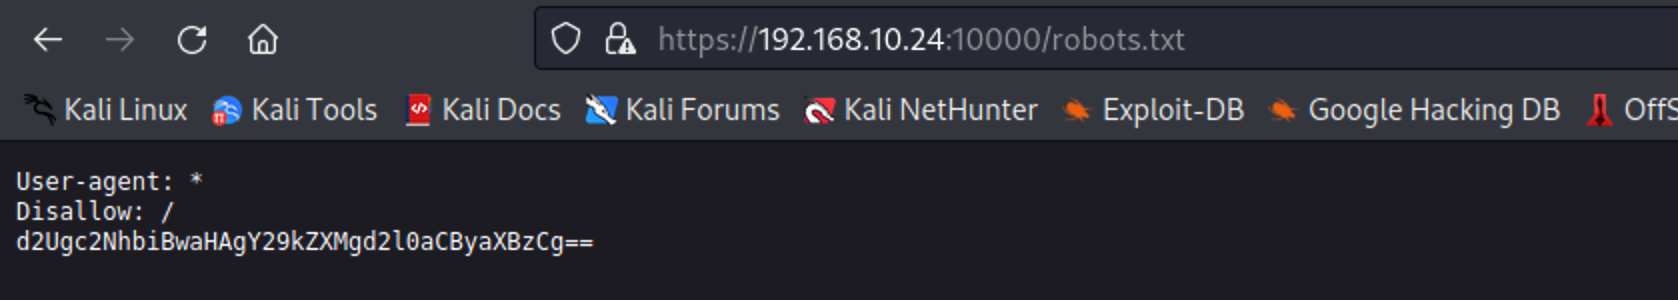 https://192.168.10.24:10000/robots.txt
Kali Linux Kali Tools Kali Docs Kali Forums Kali NetHunter Exploit-DB Google Hacking DB OffS
User-agent: *
Disallow: /
d2Ugc2NhbiBwaHAgY29kZXMgd2l0aCByaXBzCg==